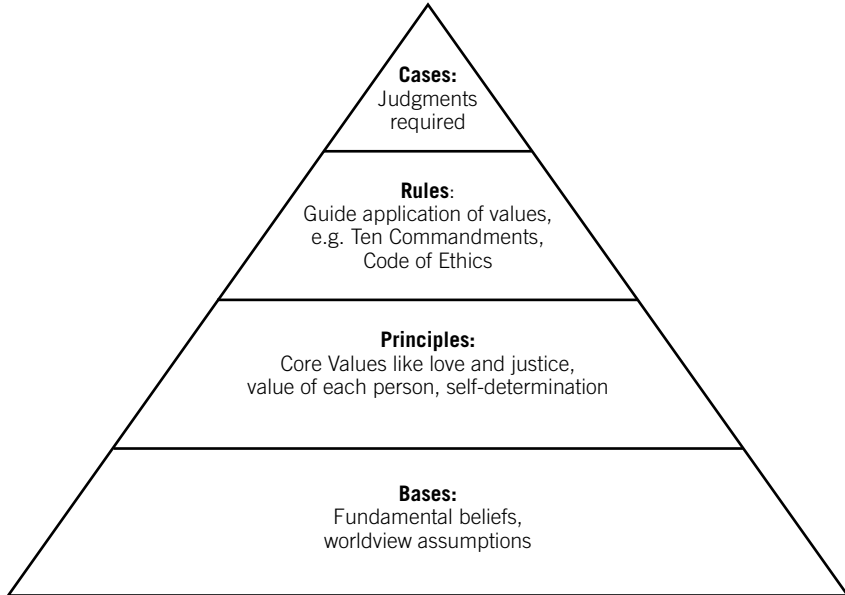 Cases:
Judgments
required
Rules:
Guide application of values,
e.g. Ten Commandments,
Code of Ethics
Principles:
Core Values like love and justice,
value of each person, self-determination
Bases:
Fundamental beliefs,
worldview assumptions